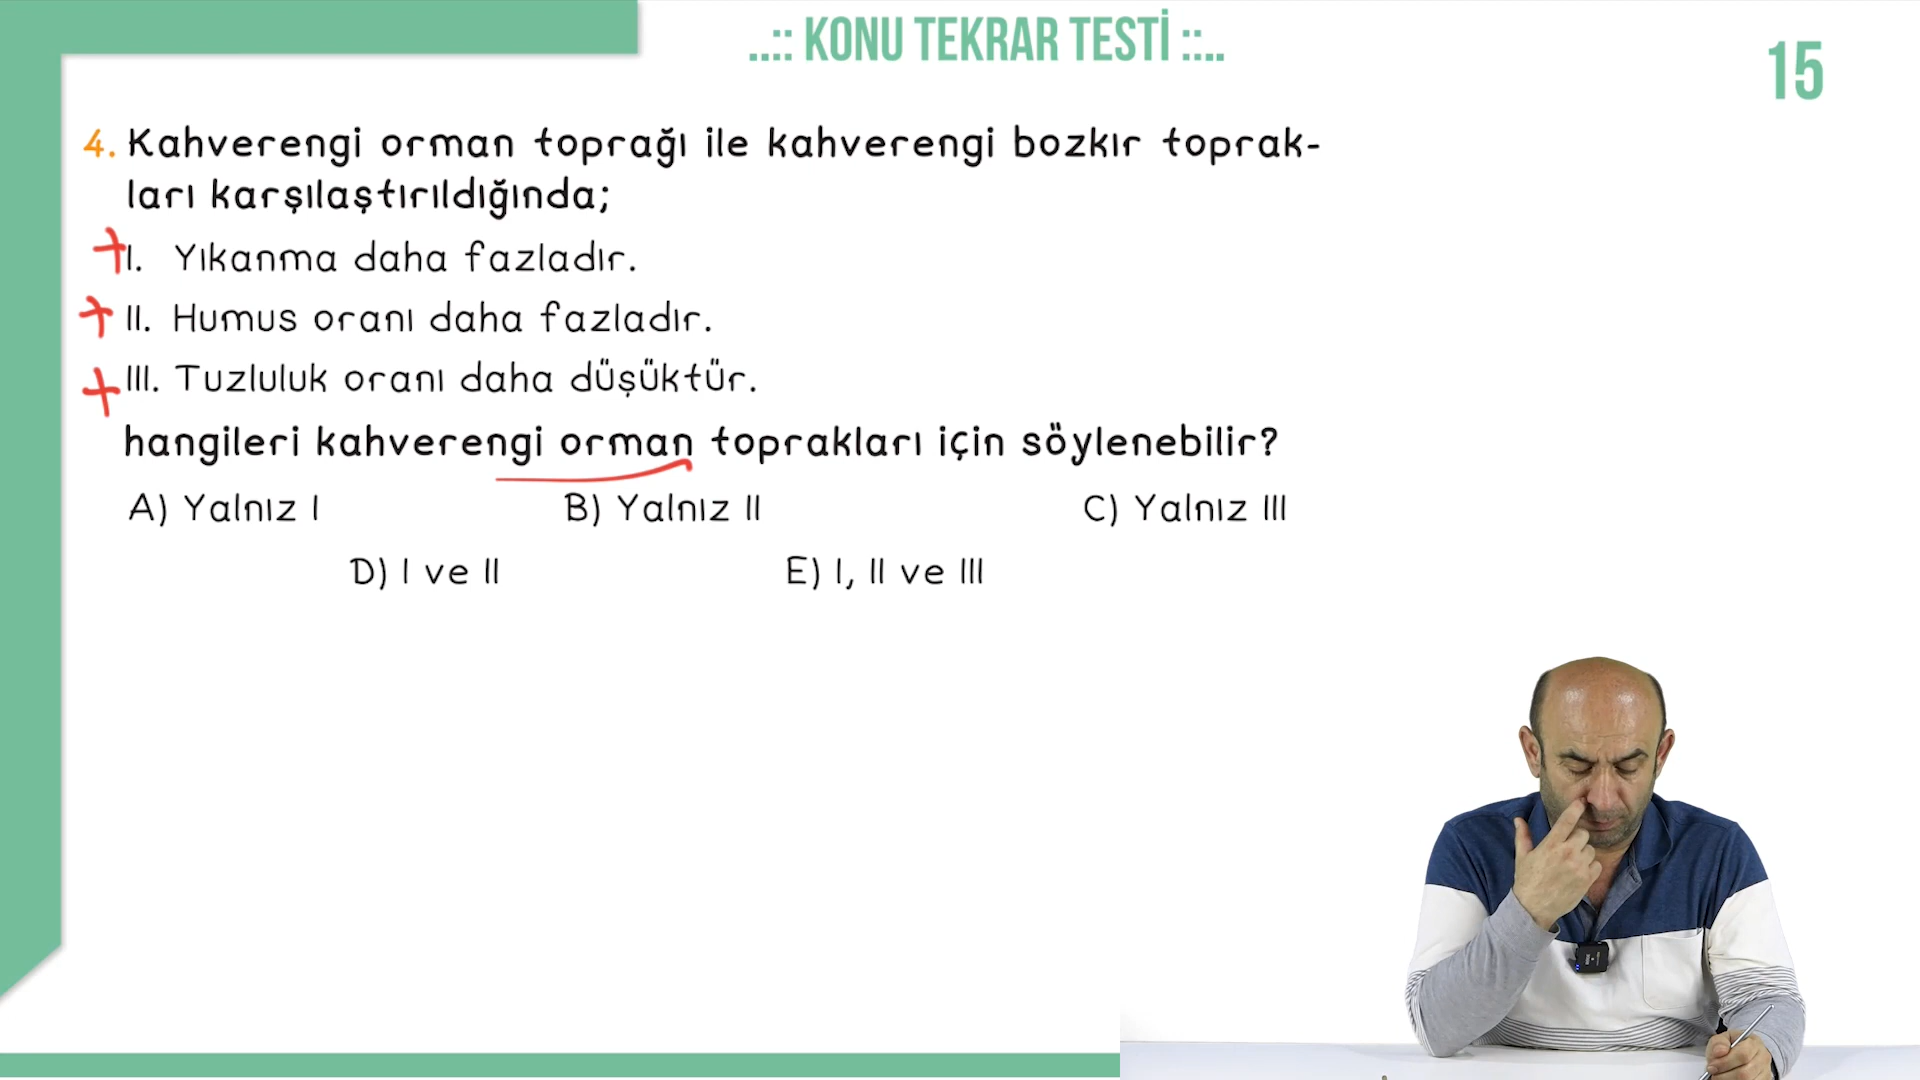 ..:: KONU TEKRAR TESTİ ::..
15
4. Kahverengi orman toprağı ile kahverengi bozkır toprak-
ları karşılaştırıldığında;
I. Yıkanma daha fazladır.
II. Humus oranı daha fazladır.
III. Tuzluluk oranı daha düşüktür.
hangileri kahverengi orman toprakları için söylenebilir?
A) Yalnız I B) Yalnız II C) Yalnız III
D) I ve II E) I, II ve III